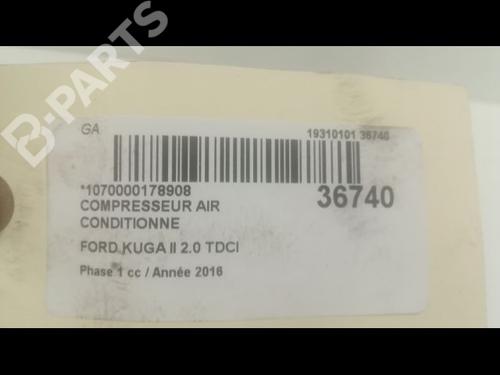 B-PARTS
GA
19310101 36740
*1070000178908
36740
COMPRESSEUR AIR
CONDITIONNE
FORD KUGA II 2.0 TDCI
Phase 1 cc / Année 2016